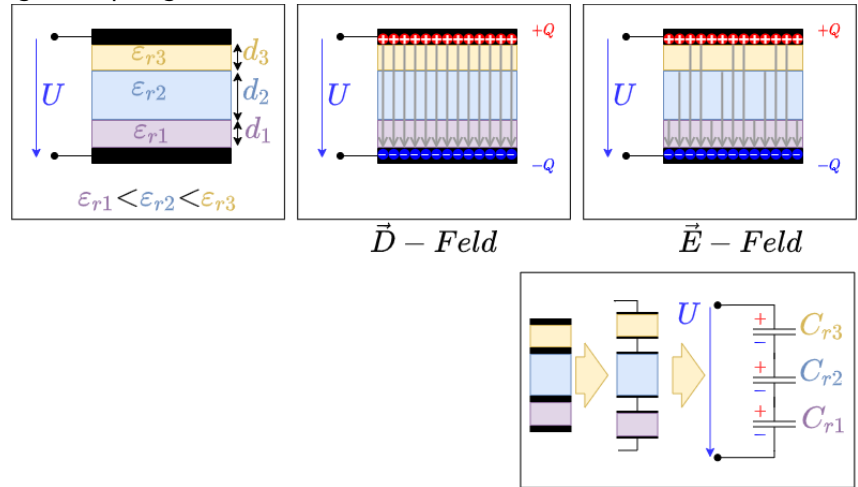 U
εr3
d3
εr2
d2
εr1
d1
εr1<εr2<εr3
U
+Q
−Q
D⃗ − Feld
U
+Q
−Q
E⃗ − Feld
U
+
−
Cr3
+
−
Cr2
+
−
Cr1